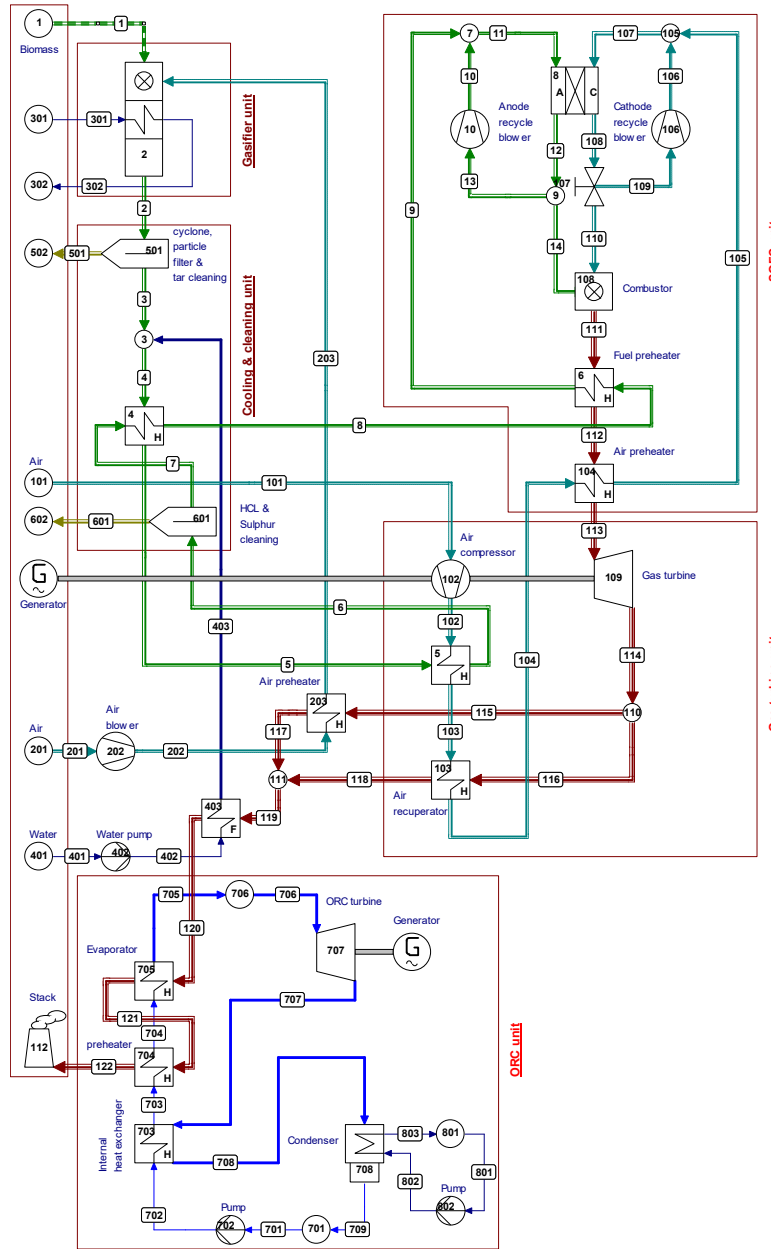 1
1
Biomass
301
301
302
302
2
Gasifier unit
2
cyclone,
particle
filter &
tar cleaning
501
501
502
3
3
4
4
H
Cooling & cleaning unit
203
8
7
Air
101
101
602
601
601
HCL &
Sulphur
cleaning
7
11
107
105
10
106
8
A
C
Anode
recycle
blower
10
Cathode
recycle
blower
106
12
108
13
9
109
9
14
110
108
Combustor
111
Fuel preheater
6
H
112
Air preheater
104
H
105
113
Air
compressor
G
~
Generator
102
109
Gas turbine
6
403
102
5
5
H
104
114
Air preheater
203
H
115
110
117
103
Air
201
201
Air
blower
202
202
111
118
103
H
116
Air
recuperator
403
F
119
Water
401
401
Water pump
402
402
705
706
706
ORC turbine
Generator
707
G
~
120
Evaporator
705
H
707
121
704
Stack
112
preheater
704
H
122
ORC unit
703
Internal
heat exchanger
703
H
708
Condenser
708
803
801
802
801
Pump
802
702
Pump
702
701
701
709